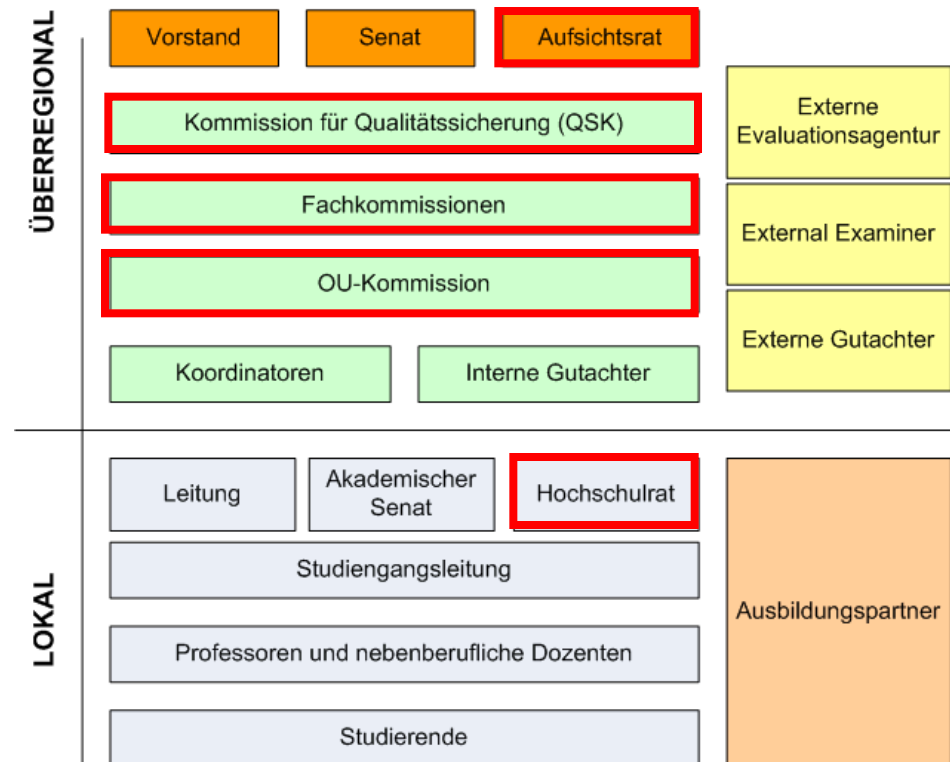 ÜBERREGIONAL
Vorstand
Senat
Aufsichtsrat
Kommission für Qualitätssicherung (QSK)
Fachkommissionen
OU-Kommission
Koordinatoren
Interne Gutachter
Externe
Evaluationsagentur
External Examiner
Externe Gutachter
LOKAL
Leitung
Akademischer
Senat
Hochschulrat
Studiengangsleitung
Professoren und nebenberufliche Dozenten
Studierende
Ausbildungspartner